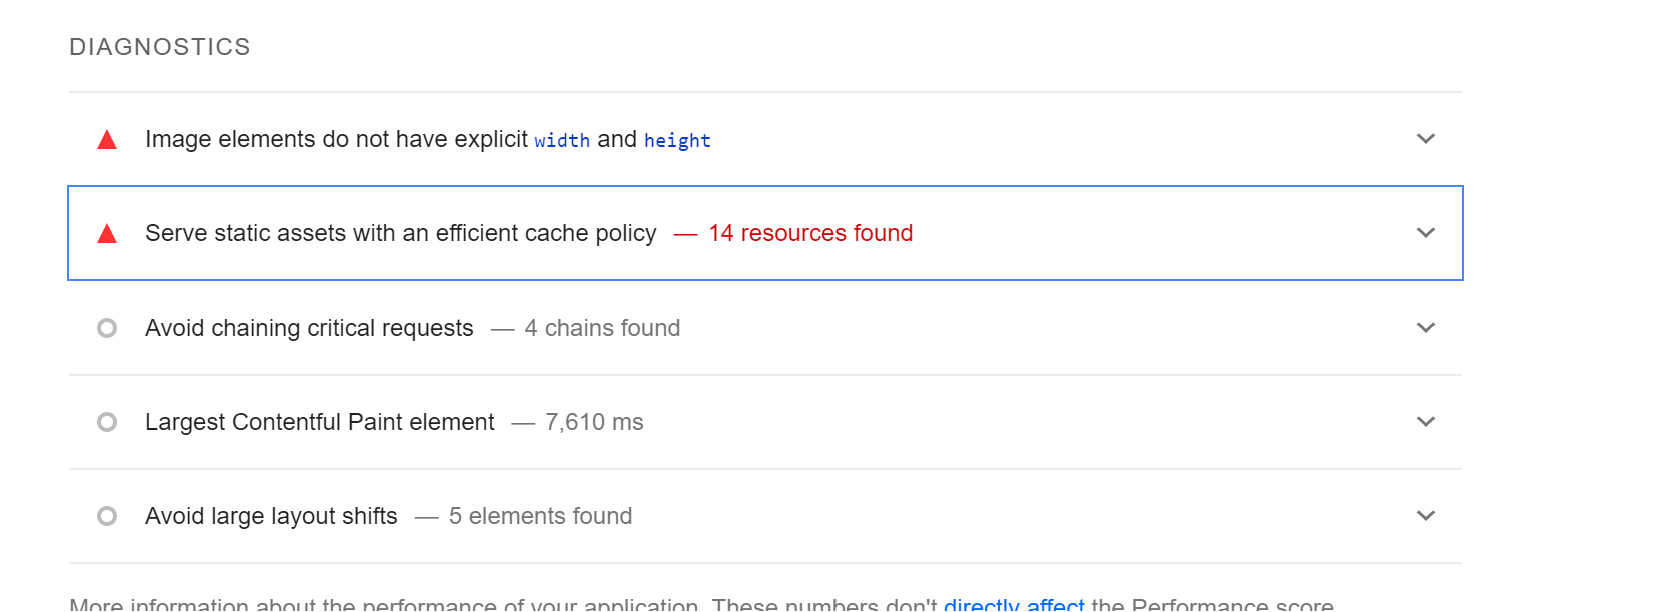 DIAGNOSTICS
Image elements do not have explicit width and height
Serve static assets with an efficient cache policy — 14 resources found
Avoid chaining critical requests — 4 chains found
Largest Contentful Paint element — 7,610 ms
Avoid large layout shifts — 5 elements found
More information about the performance of your application. These numbers don't directly affect the Performance score.